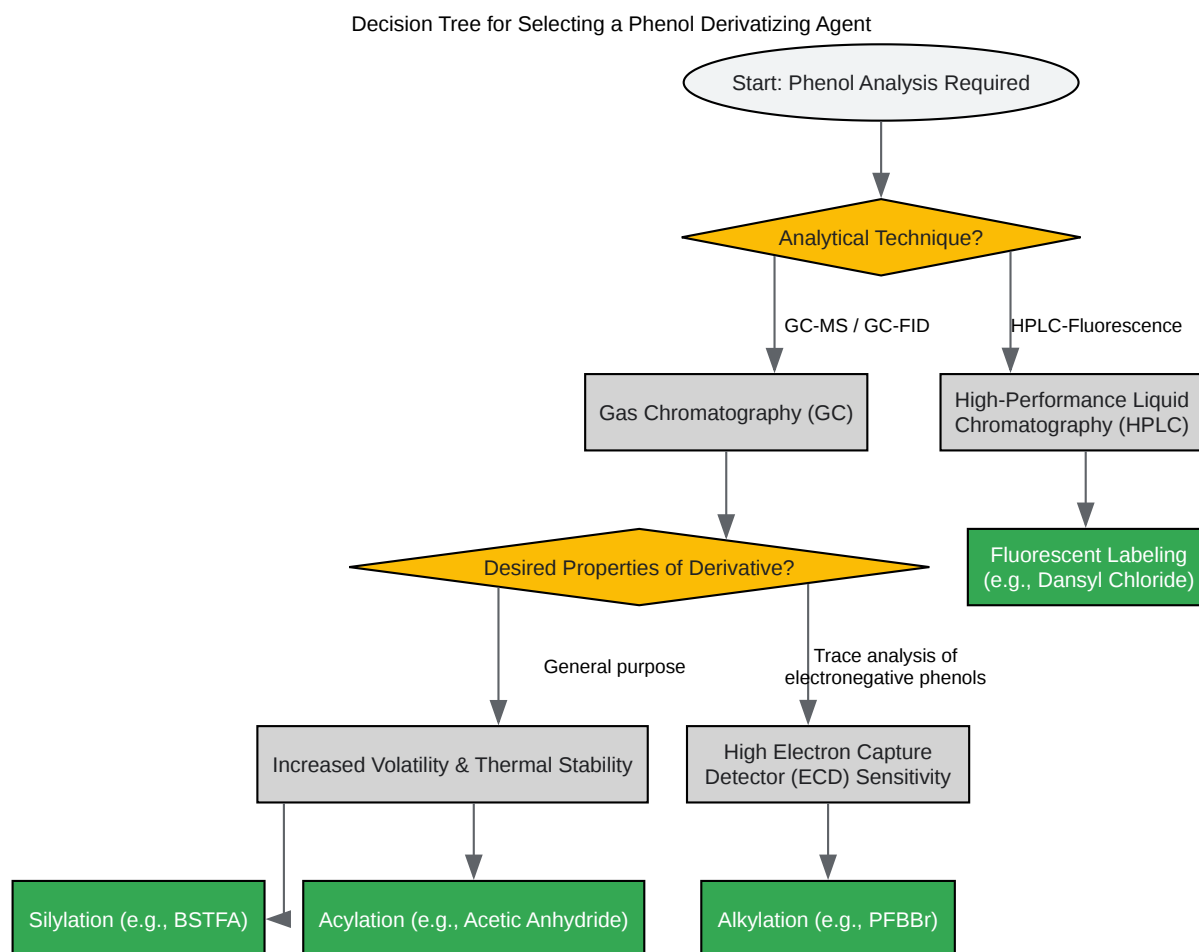 Decision Tree for Selecting a Phenol Derivatizing Agent
Start: Phenol Analysis Required
Analytical Technique?
GC-MS / GC-FID
HPLC-Fluorescence
Gas Chromatography (GC)
High-Performance Liquid
Chromatography (HPLC)
Desired Properties of Derivative?
Fluorescent Labeling
(e.g., Dansyl Chloride)
General purpose
Trace analysis of
electronegative phenols
Increased Volatility & Thermal Stability
High Electron Capture
Detector (ECD) Sensitivity
Silylation (e.g., BSTFA)
Acylation (e.g., Acetic Anhydride)
Alkylation (e.g., PFBBr)